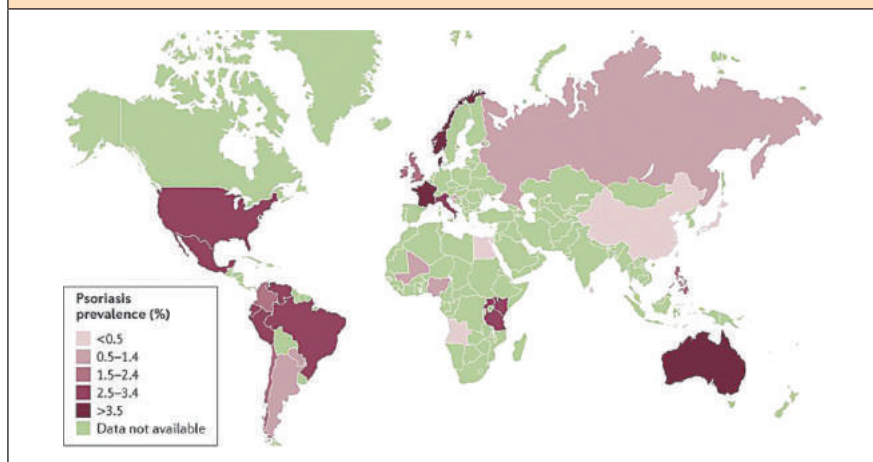 Psoriasis
prevalence (%)
<0.5
0.5–1.4
1.5–2.4
2.5–3.4
>3.5
Data not available